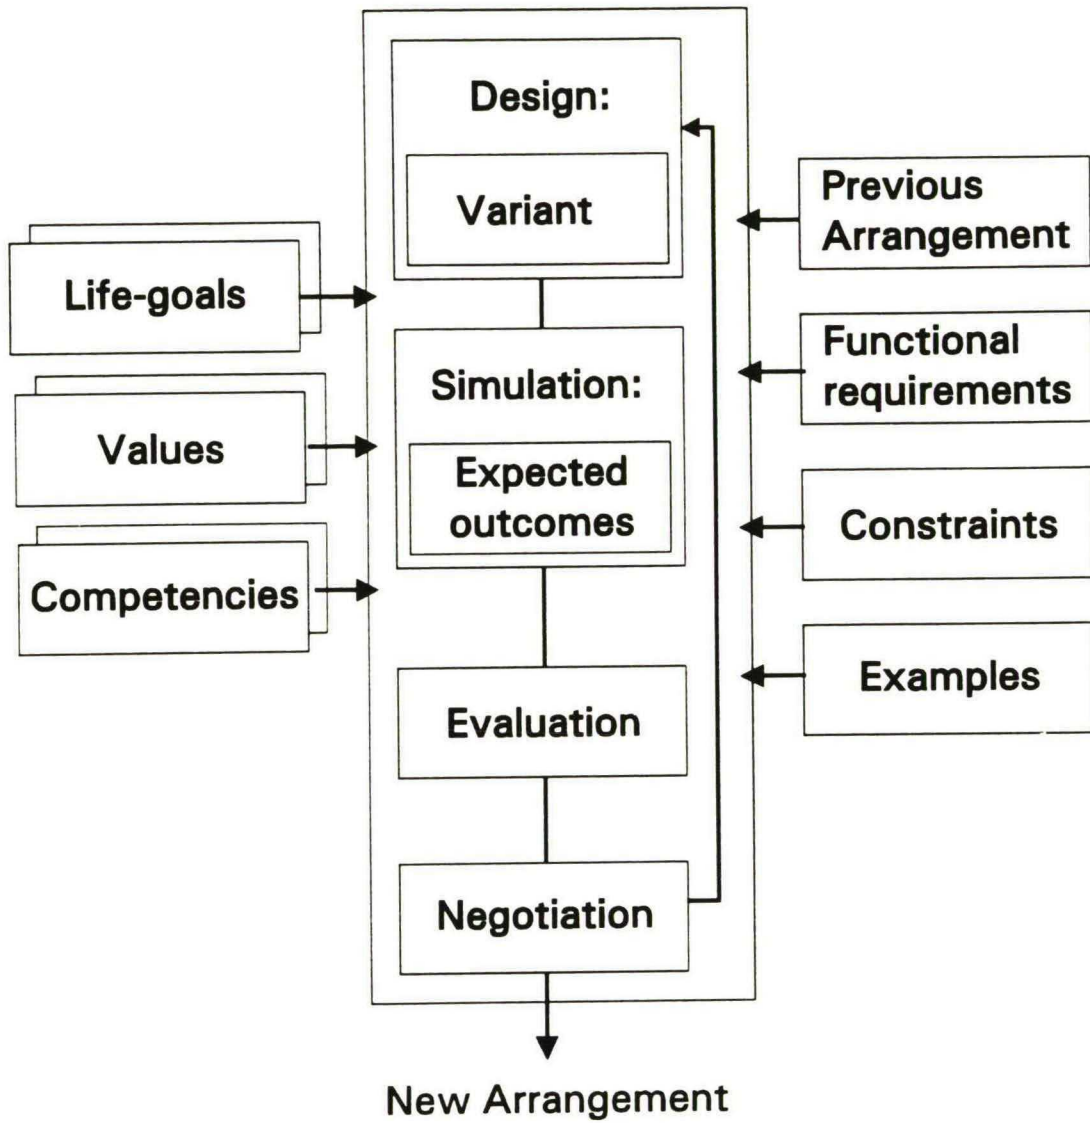 Design:
Variant
Life-goals
Values
Competencies
Simulation:
Expected
outcomes
Evaluation
Negotiation
Previous
Arrangement
Functional
requirements
Constraints
Examples
New Arrangement